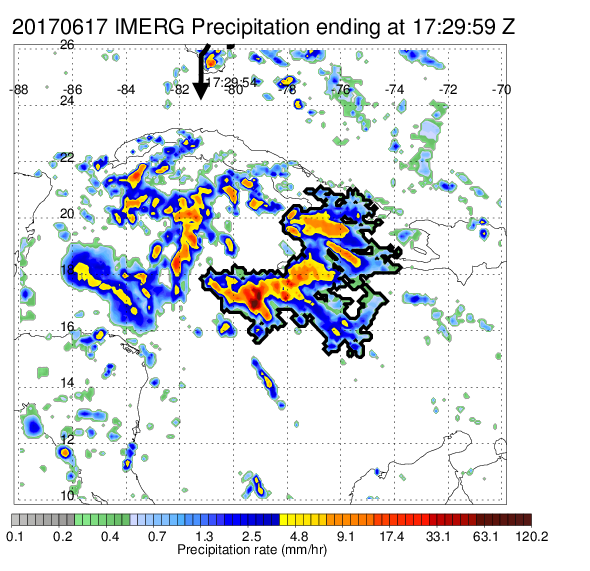 20170617 IMERG Precipitation ending at 17:29:59 Z
26
-88 -86 -84 -82 -80 -78 -76 -74 -72 -70
17:29:54
24
22
20
18
16
14
12
10
0.1 0.2 0.4 0.7 1.3 2.5 4.8 9.1 17.4 33.1 63.1 120.2
Precipitation rate (mm/hr)